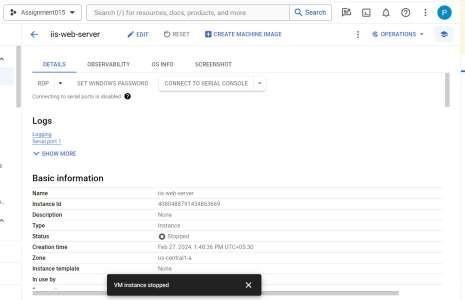 Assignment015
Search (/) for resources, docs, products, and more
Search
P
iis-web-server
EDIT
RESET
CREATE MACHINE IMAGE
OPERATIONS
DETAILS
OBSERVABILITY
OS INFO
SCREENSHOT
RDP
SET WINDOWS PASSWORD
CONNECT TO SERIAL CONSOLE
Connecting to serial ports is disabled
Logs
Logging
Serial port 1
SHOW MORE
Basic information
Name iis-web-server
Instance Id
Description None
Type Instance
Status Stopped
Creation time Feb 27, 2024, 1:40:36 PM UTC+05:30
Zone us-central1-a
Instance template None
In use by
VM instance stopped